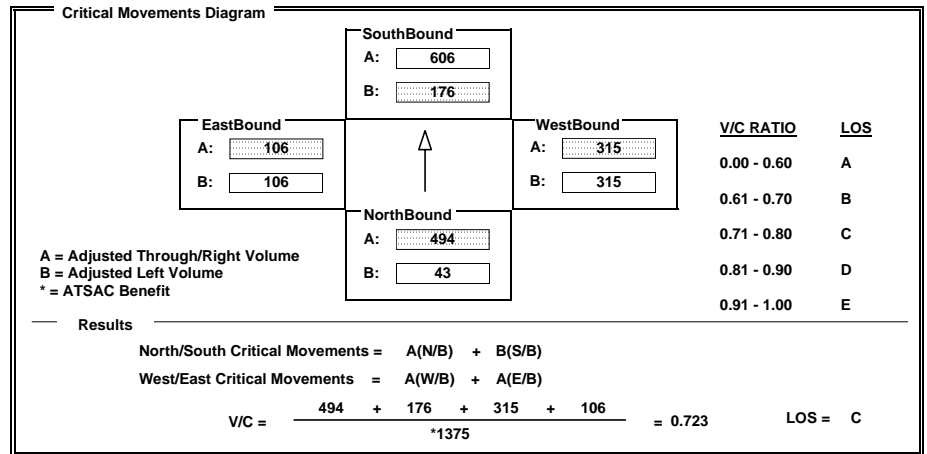 Critical Movements Diagram
SouthBound
A: 606
B: 176
EastBound
A: 106
B: 106
WestBound
A: 315
B: 315
NorthBound
A: 494
B: 43
V/C RATIO LOS
0.00 - 0.60 A
0.61 - 0.70 B
0.71 - 0.80 C
0.81 - 0.90 D
0.91 - 1.00 E
A = Adjusted Through/Right Volume
B = Adjusted Left Volume
* = ATSAC Benefit
Results
North/South Critical Movements = A(N/B) + B(S/B)
West/East Critical Movements = A(W/B) + A(E/B)
494 + 176 + 315 + 106
V/C = = 0.723 LOS = C
*1375